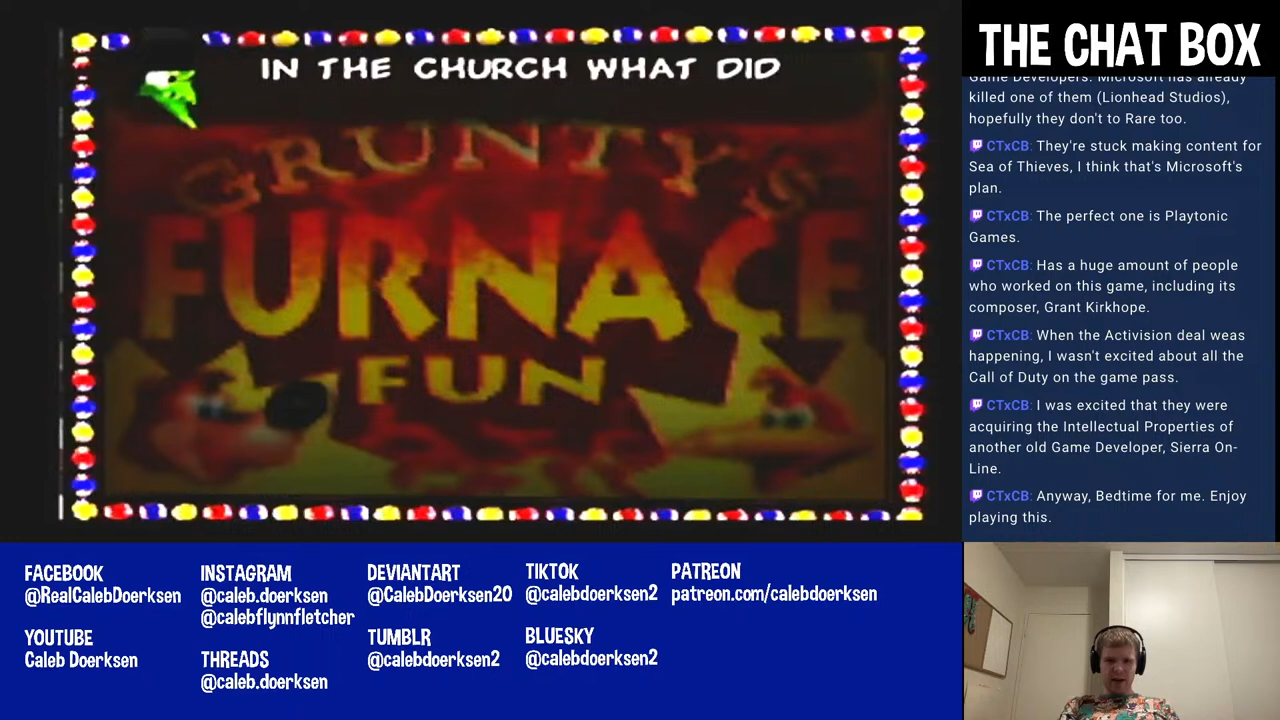 IN THE CHURCH WHAT DID
GRUNTY'S
FURNACE
FUN
THE CHAT BOX
Game Developers. Microsoft has already
killed one of them (Lionhead Studios),
hopefully they don't to Rare too.
CTxCB: They're stuck making content for
Sea of Thieves, I think that's Microsoft's
plan.
CTxCB: The perfect one is Playtonic
Games.
CTxCB: Has a huge amount of people
who worked on this game, including its
composer, Grant Kirkhope.
CTxCB: When the Activision deal weas
happening, I wasn't excited about all the
Call of Duty on the game pass.
CTxCB: I was excited that they were
acquiring the Intellectual Properties of
another old Game Developer, Sierra On-
Line.
CTxCB: Anyway, Bedtime for me. Enjoy
playing this.
FACEBOOK
@RealCalebDoerksen
YOUTUBE
Caleb Doerksen
INSTAGRAM
@caleb.doerksen
@calebflynnfletcher
THREADS
@caleb.doerksen
DEVIANTART
@CalebDoerksen20
TUMBLR
@calebdoerksen2
TIKTOK
@calebdoerksen2
BLUESKY
@calebdoerksen2
PATREON
patreon.com/calebdoerksen